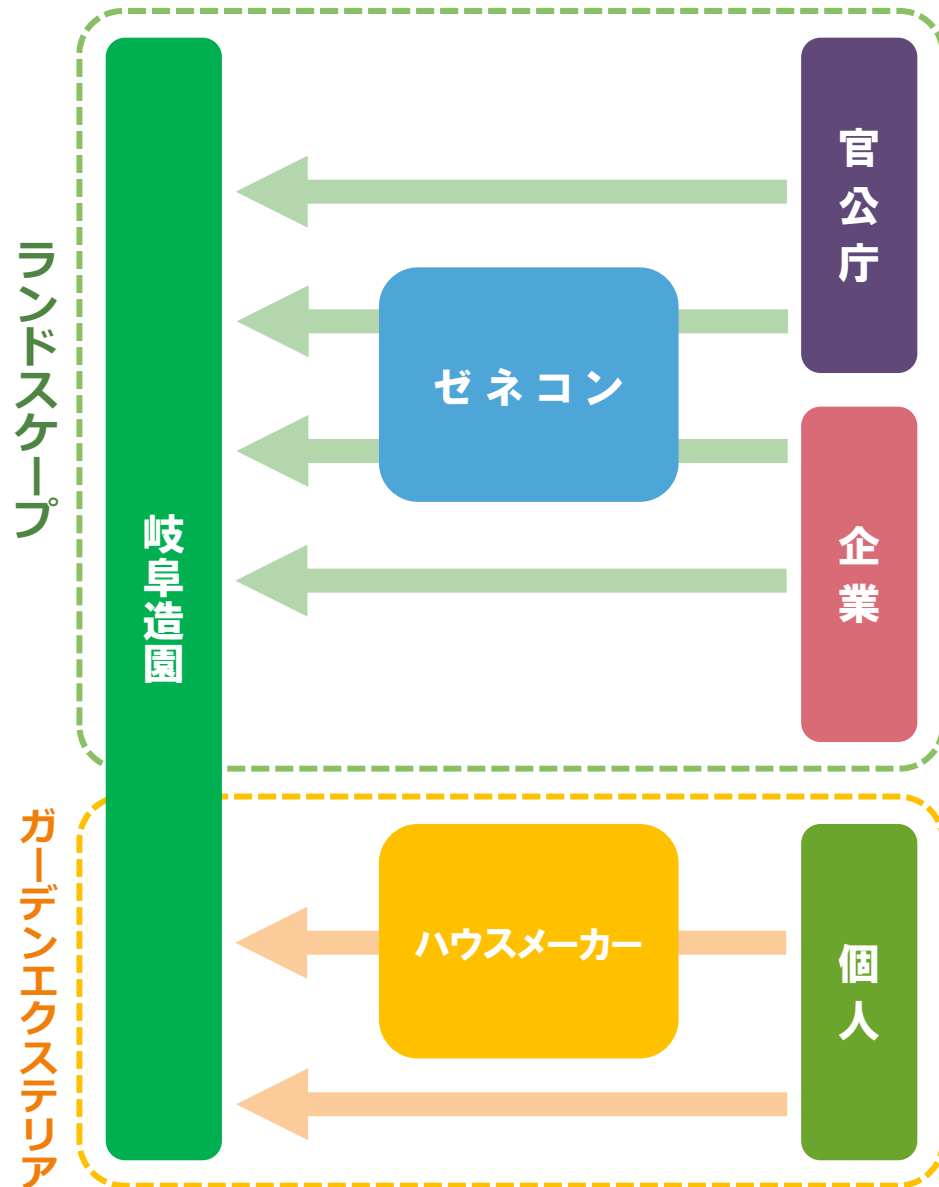 ランドスケープ
岐阜造園
ゼネコン
官公庁
企業
ガーデンエクステリア
ハウスメーカー
個人